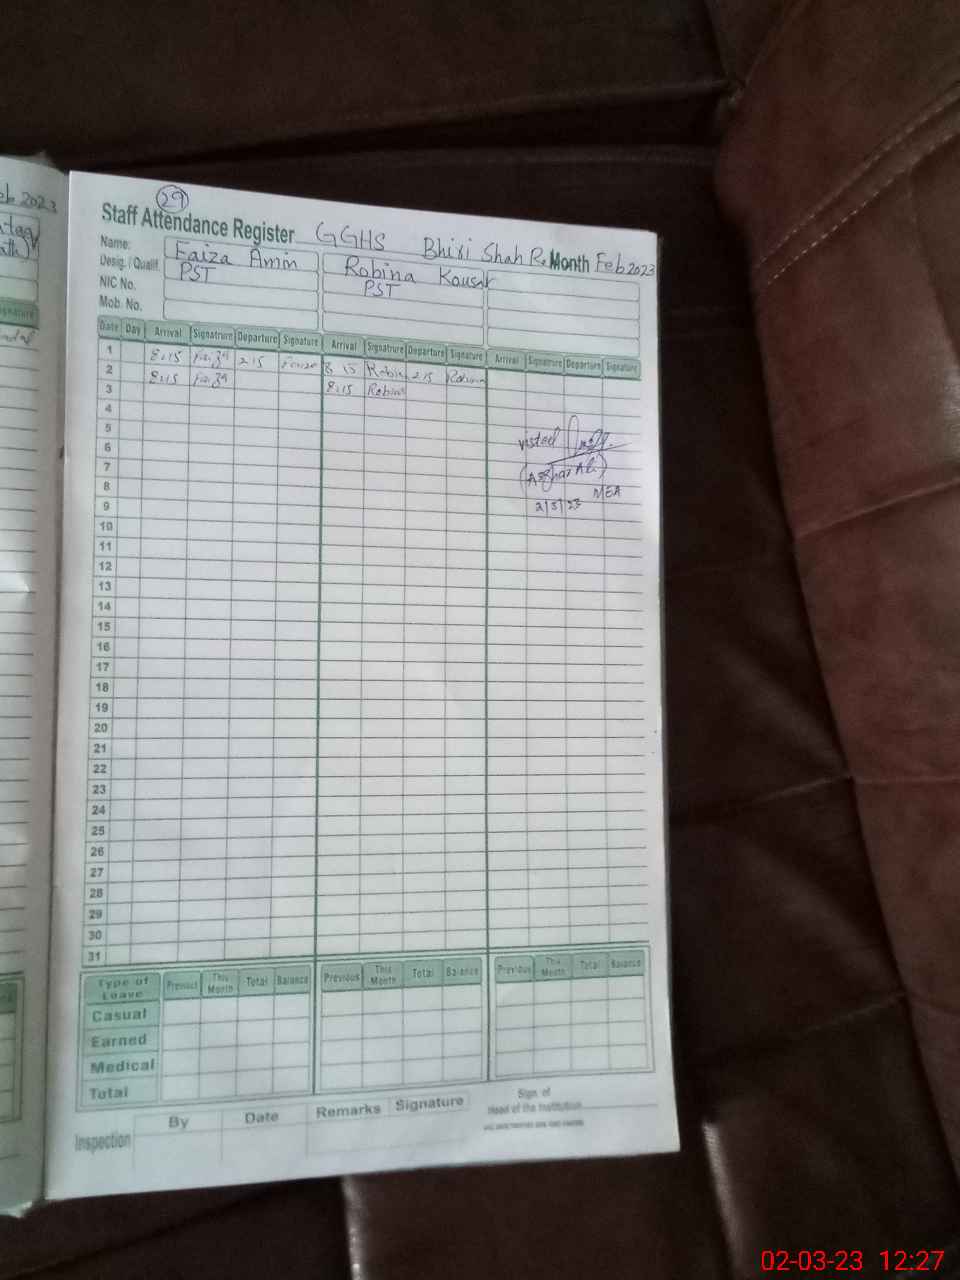 eb 2023
29
Staff Attendance Register GGHS Bhiri Shah R. Month Feb 2023
Name: Faiza Amin Robina Kousar
Desig. / Qualif. PST PST
NIC No.
Mob. No.
Date Day Arrival Signature Departure Signature Arrival Signature Departure Signature Arrival Signature Departure Signature
1 8:15 Faiza 2:15 Faiza 8 15 Robina 2 15 Robina
2 8:15 Faiza 8:15 Robina
3
4
5
visted
6
7
(Asghar Ali)
8
MEA
9
2/3/23
10
11
12
13
14
15
16
17
18
19
20
21
22
23
24
25
26
27
28
29
30
31
Type of Leave Previous This Month Total Balance Previous This Month Total Balance Previous This Month Total Balance
Casual
Earned
Medical
Total
Inspection By Date Remarks Signature Sign. of
Head of the Institution
02-03-23 12:27